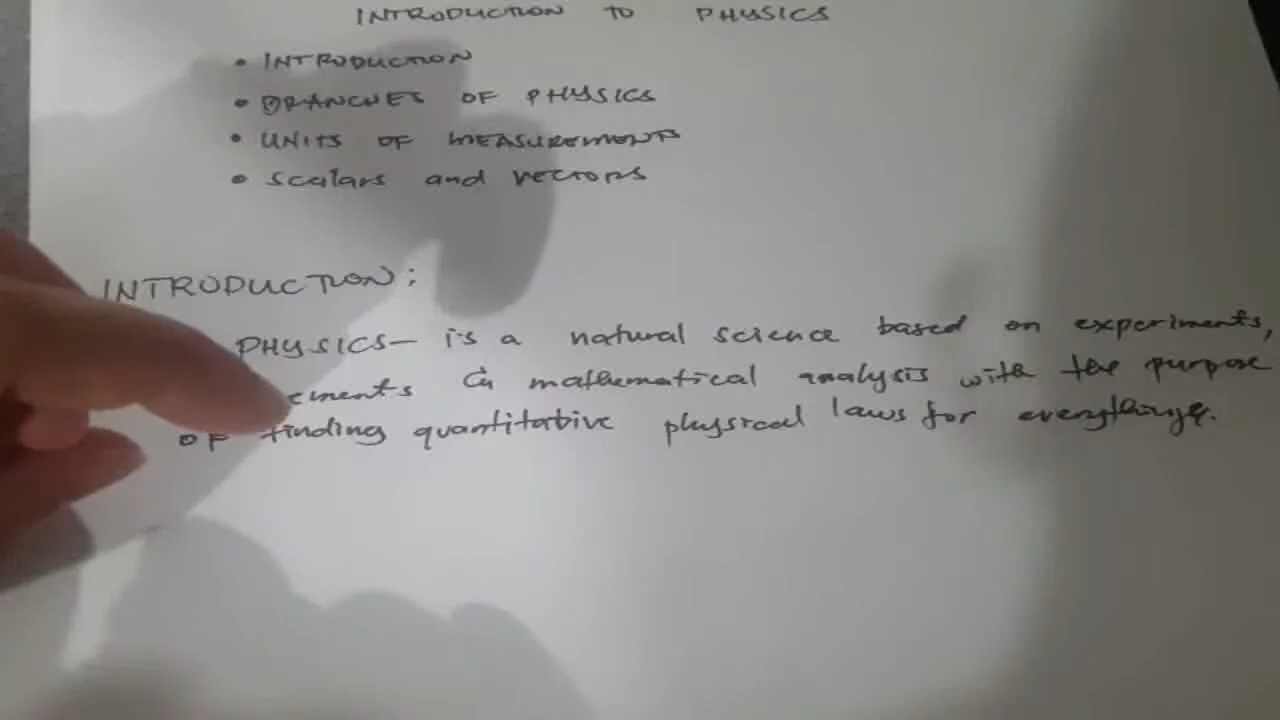 INTRODUCTION TO PHYSICS
• INTRODUCTION
• BRANCHES OF PHYSICS
• UNITS OF MEASUREMENTS
• Scalars and vectors
INTRODUCTION:
PHYSICS- is a natural science based on experiments,
mathematical analysis with the purpose
of finding quantitative physical laws for everything.